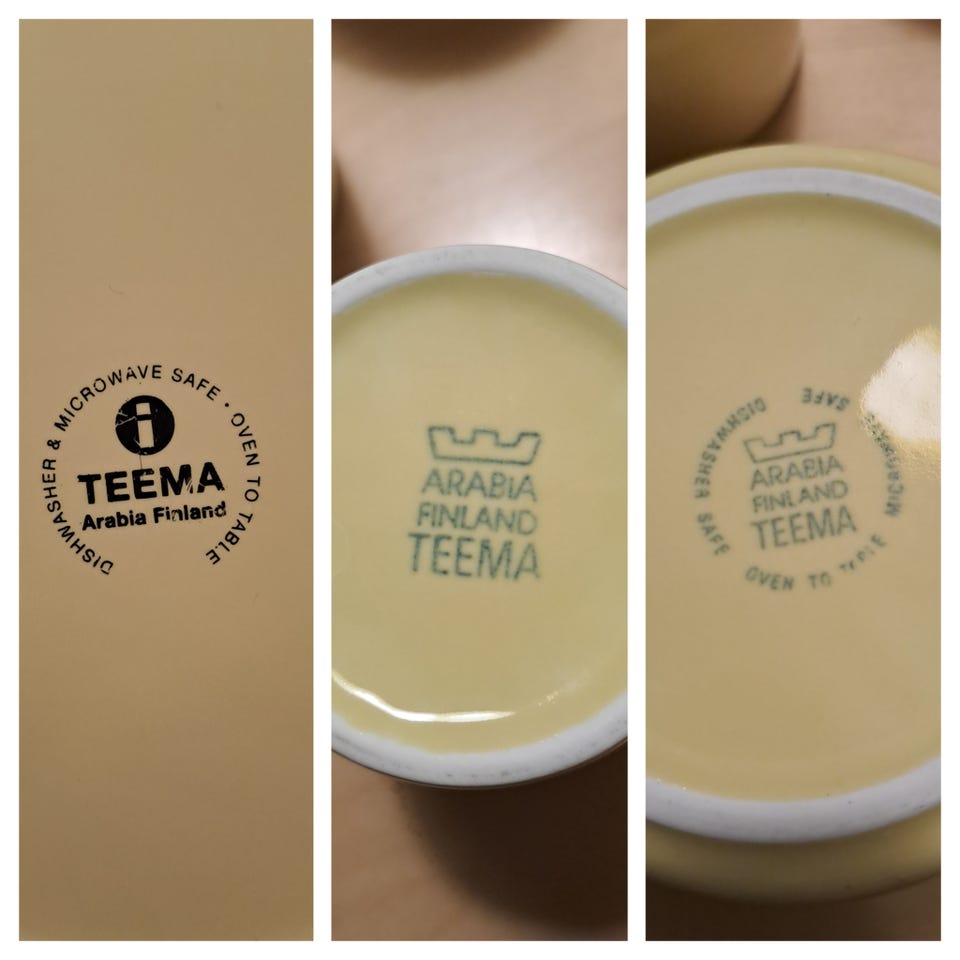 DISHWASHER & MICROWAVE SAFE • OVEN TO TABLE
i
TEEMA
Arabia Finland
ARABIA
FINLAND
TEEMA
DISHWASHER SAFE
SAFE
OVEN TO TABLE
ARABIA
FINLAND
TEEMA